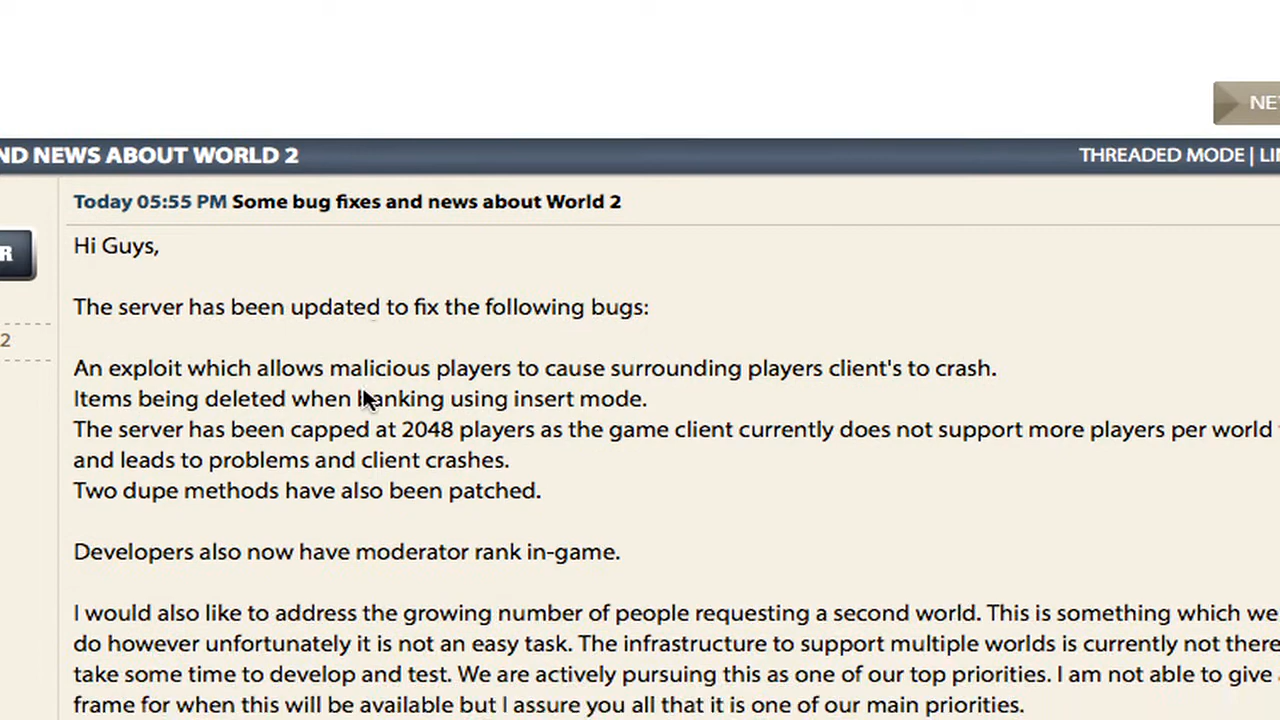 NE
ND NEWS ABOUT WORLD 2
THREADED MODE | LI
Today 05:55 PM Some bug fixes and news about World 2
R
Hi Guys,
The server has been updated to fix the following bugs:
2
An exploit which allows malicious players to cause surrounding players client's to crash.
Items being deleted when banking using insert mode.
The server has been capped at 2048 players as the game client currently does not support more players per world
and leads to problems and client crashes.
Two dupe methods have also been patched.
Developers also now have moderator rank in-game.
I would also like to address the growing number of people requesting a second world. This is something which we
do however unfortunately it is not an easy task. The infrastructure to support multiple worlds is currently not there
take some time to develop and test. We are actively pursuing this as one of our top priorities. I am not able to give
frame for when this will be available but I assure you all that it is one of our main priorities.